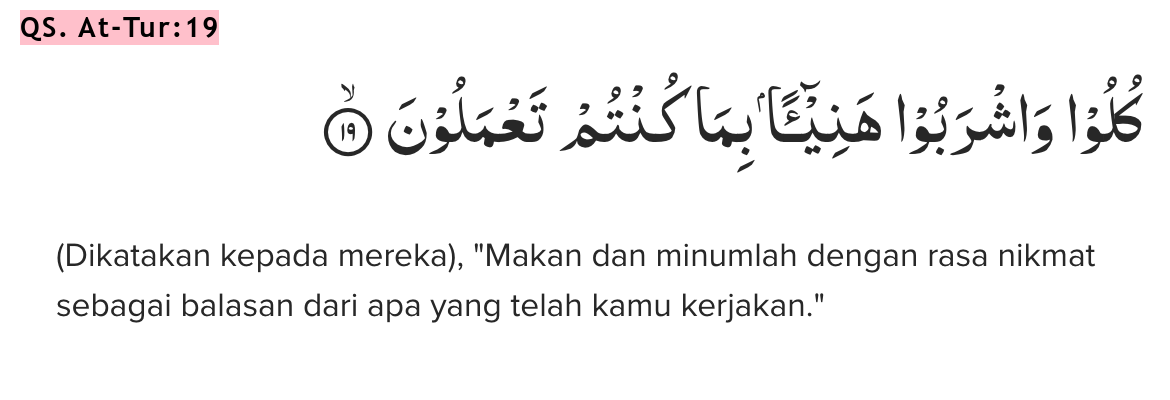 QS. At-Tur:19
كُلُوْا وَاشْرَبُوْا هَنِيْۤـًٔا ۢبِمَا كُنْتُمْ تَعْمَلُوْنَۙ ١٩
(Dikatakan kepada mereka), "Makan dan minumlah dengan rasa nikmat
sebagai balasan dari apa yang telah kamu kerjakan."